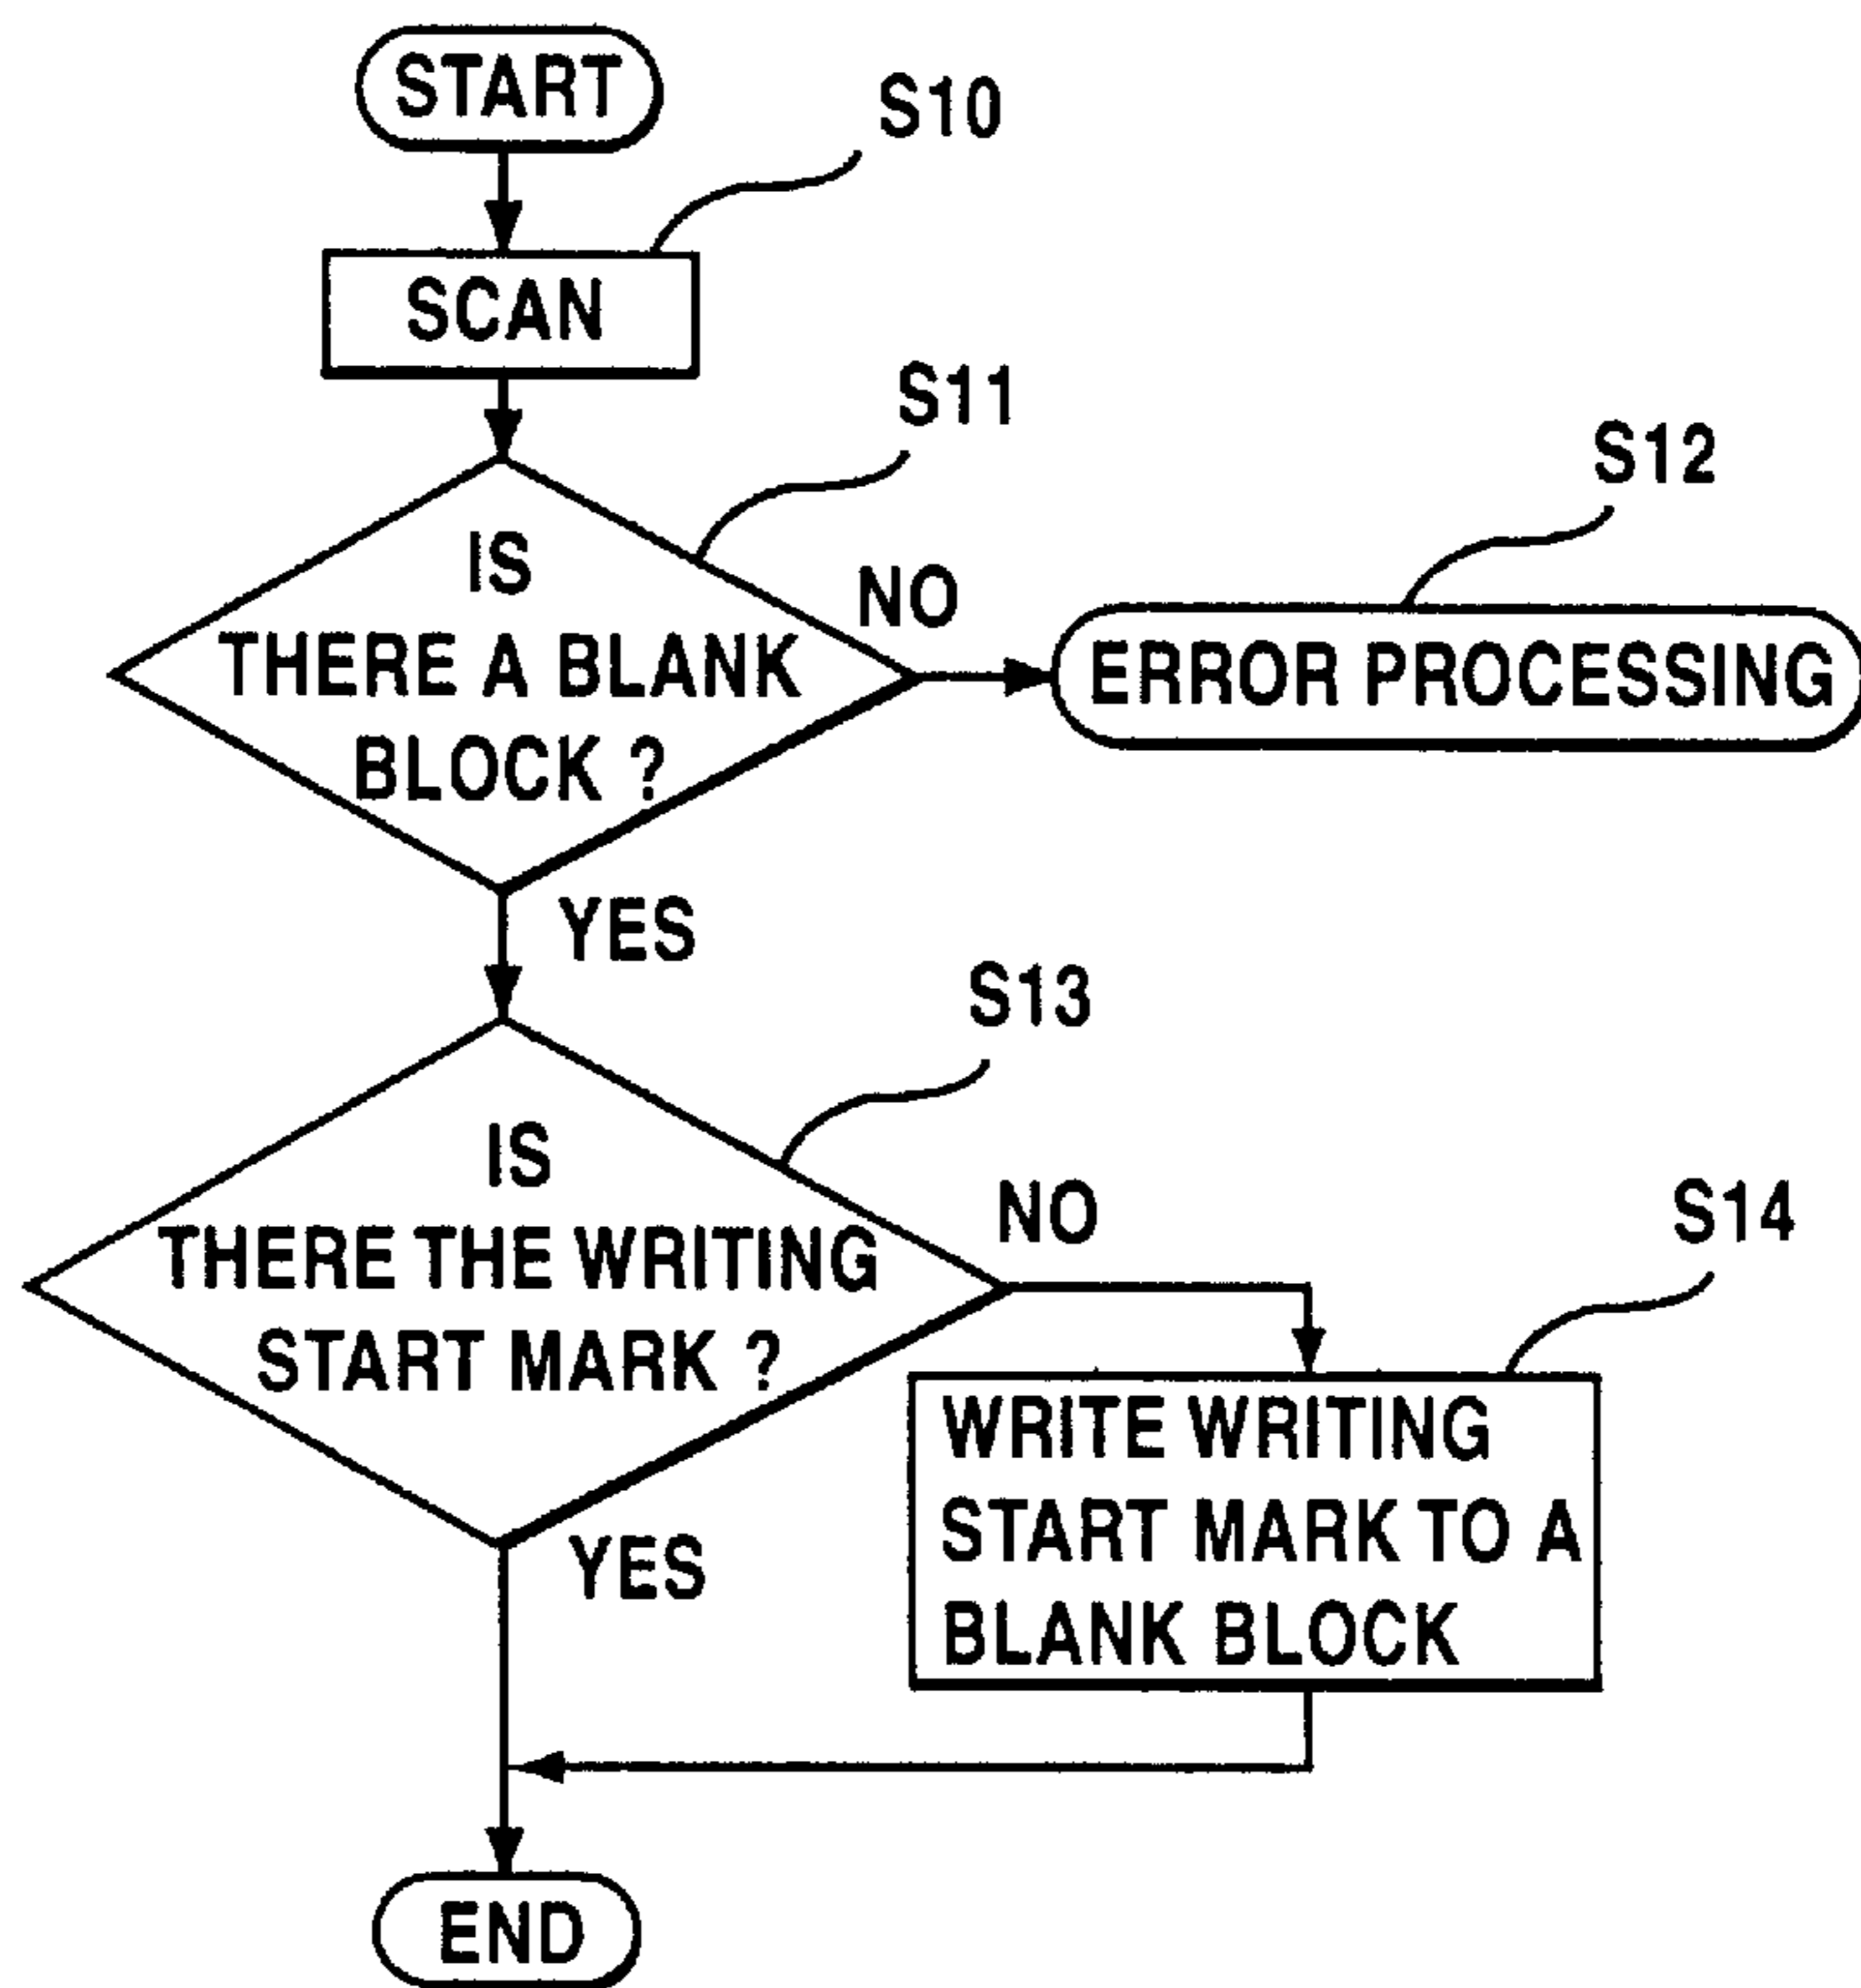 START
S10
SCAN
S11
IS
THERE A BLANK
BLOCK ?
NO
S12
ERROR PROCESSING
YES
S13
IS
THERE THE WRITING
START MARK ?
NO
S14
WRITE WRITING
START MARK TO A
BLANK BLOCK
YES
END